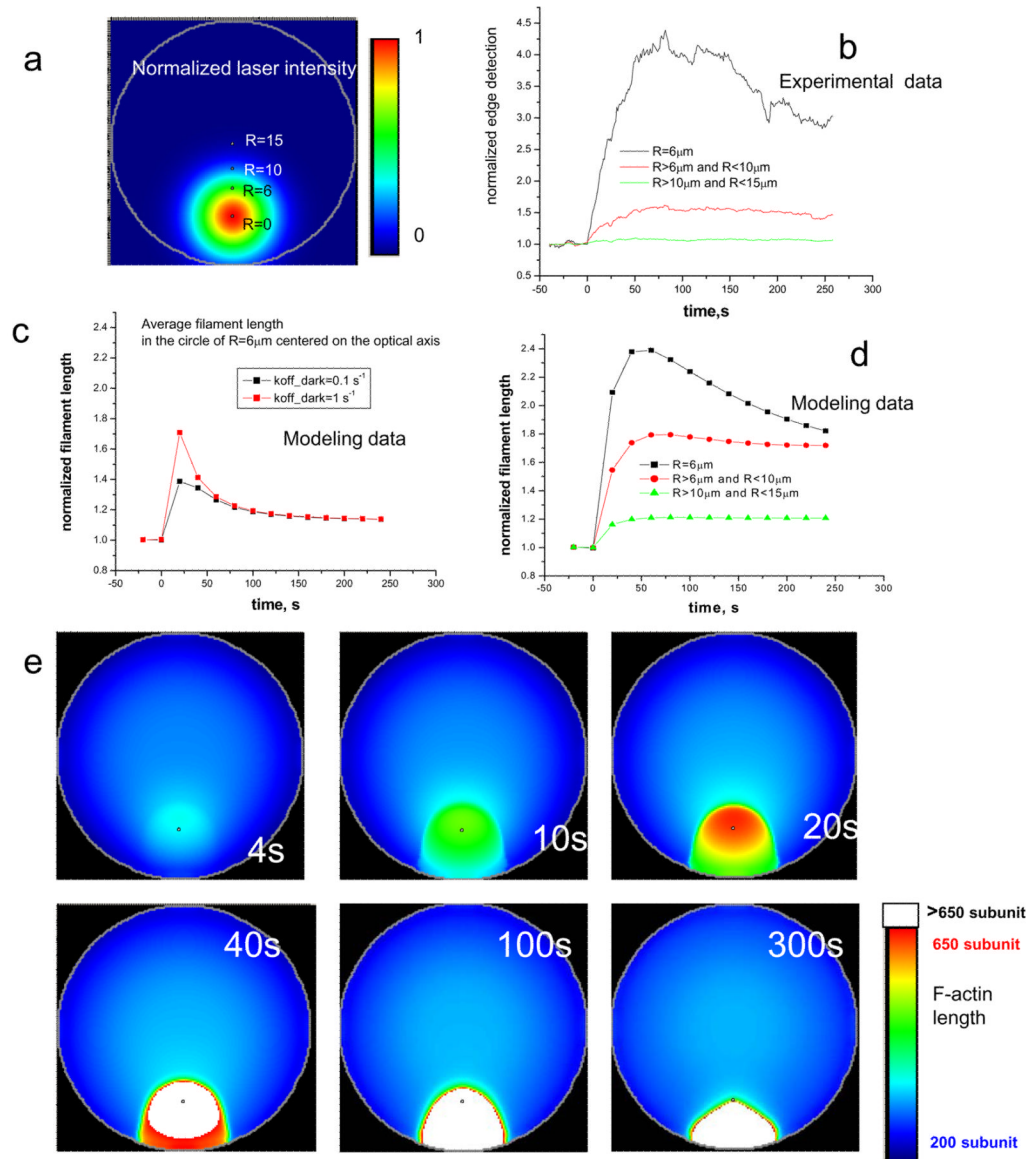 a
Normalized laser intensity
R=15
R=10
R=6
R=0
1
0
b
Experimental data
normalized edge detection
4.5
4.0
3.5
3.0
2.5
2.0
1.5
1.0
0.5
R=6μm
R>6μm and R<10μm
R>10μm and R<15μm
-50 0 50 100 150 200 250 300
time,s
c
Average filament length
in the circle of R=6μm centered on the optical axis
koff_dark=0.1 s⁻¹
koff_dark=1 s⁻¹
Modeling data
normalized filament length
2.4
2.2
2.0
1.8
1.6
1.4
1.2
1.0
0.8
-50 0 50 100 150 200 250 300
time, s
d
Modeling data
normalized filament length
2.4
2.2
2.0
1.8
1.6
1.4
1.2
1.0
0.8
R=6μm
R>6μm and R<10μm
R>10μm and R<15μm
-50 0 50 100 150 200 250 300
time, s
e
4s
10s
20s
40s
100s
300s
>650 subunit
650 subunit
F-actin
length
200 subunit